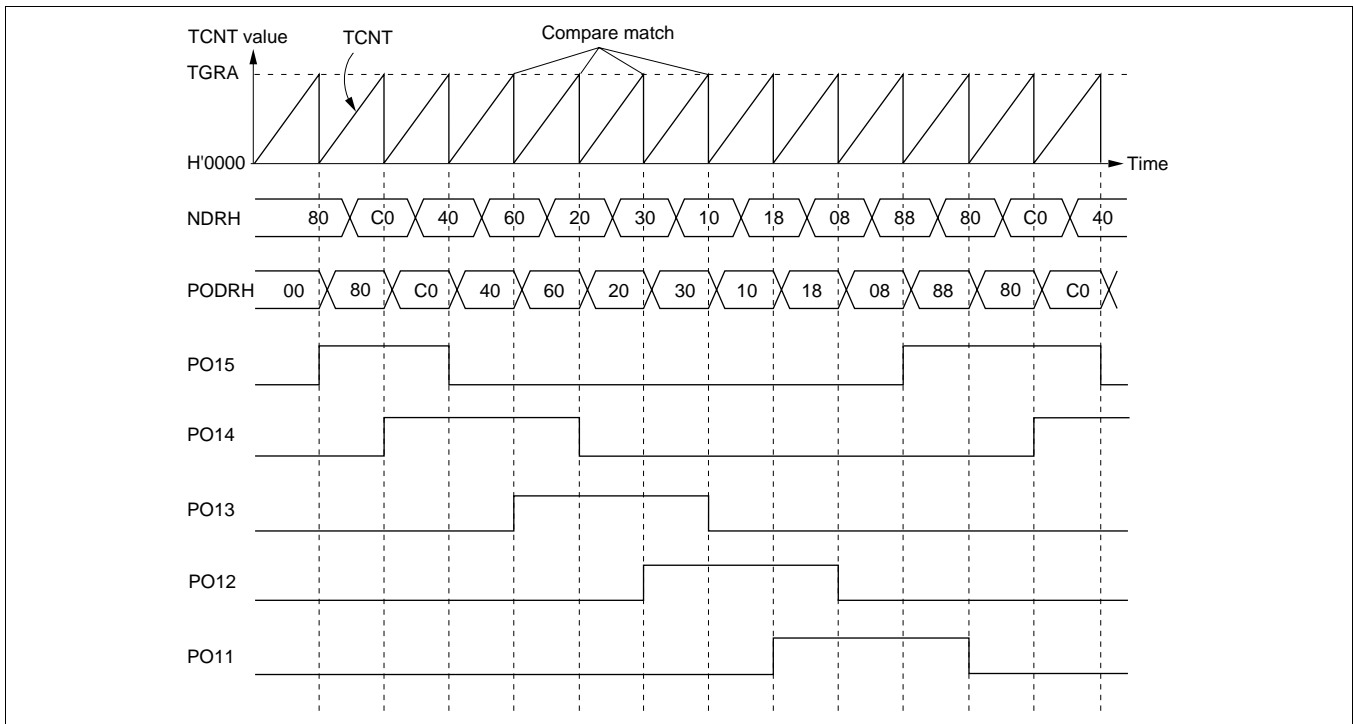 TCNT value TCNT Compare match
TGRA
H'0000 Time
NDRH 80 C0 40 60 20 30 10 18 08 88 80 C0 40
PODRH 00 80 C0 40 60 20 30 10 18 08 88 80 C0
PO15
PO14
PO13
PO12
PO11